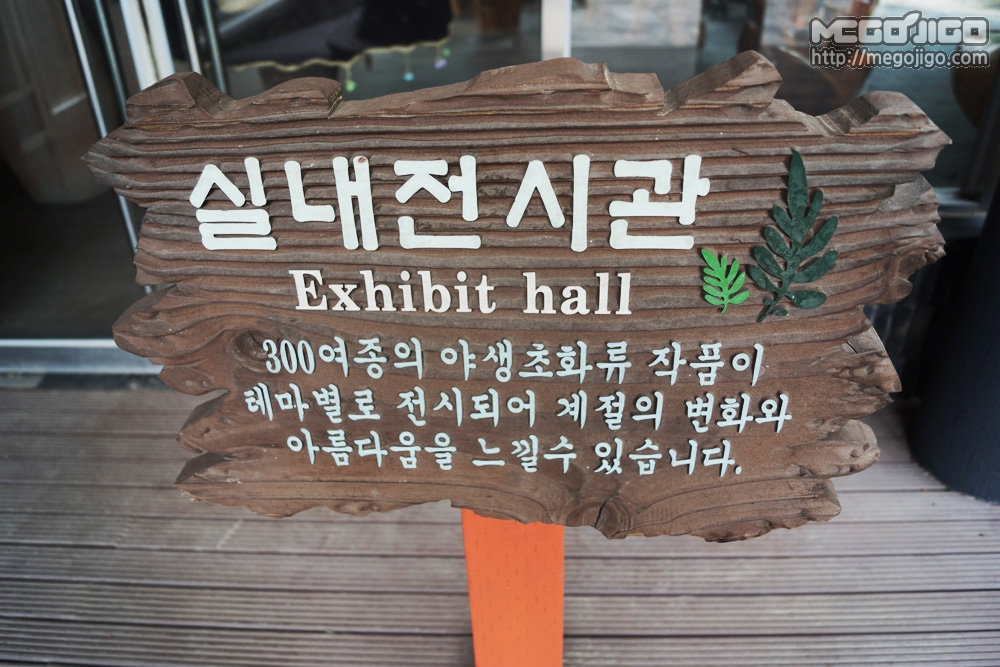 MEGOJIGO
http://megojigo.com
실내전시관
Exhibit hall
300여종의 야생초화류 작품이
테마별로 전시되어 계절의 변화와
아름다움을 느낄수 있습니다.